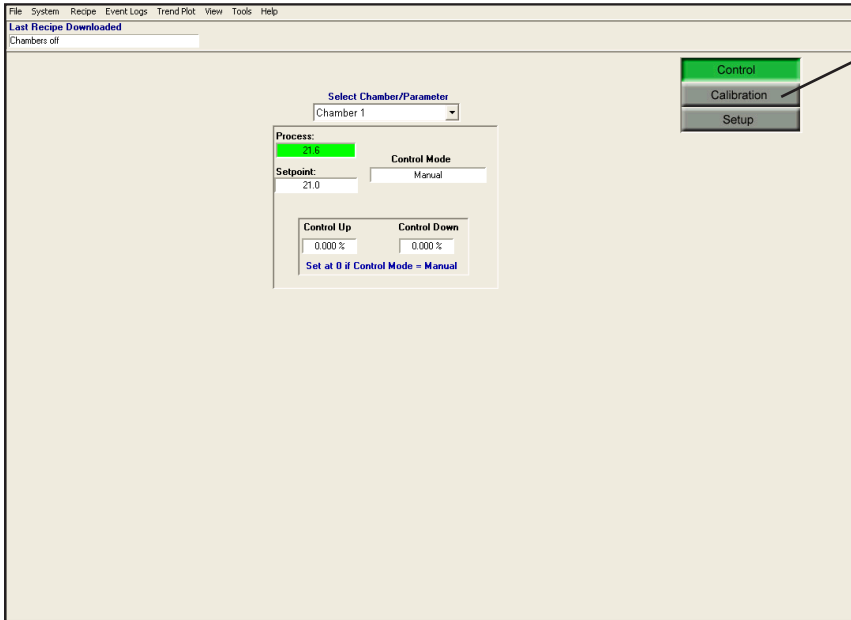 File System Recipe Event Logs Trend Plot View Tools Help
Last Recipe Downloaded
Chambers off
Control
Calibration
Setup
Select Chamber/Parameter
Chamber 1
Process:
21.6
Control Mode
Manual
Setpoint:
21.0
Control Up Control Down
0.000 % 0.000 %
Set at 0 if Control Mode = Manual